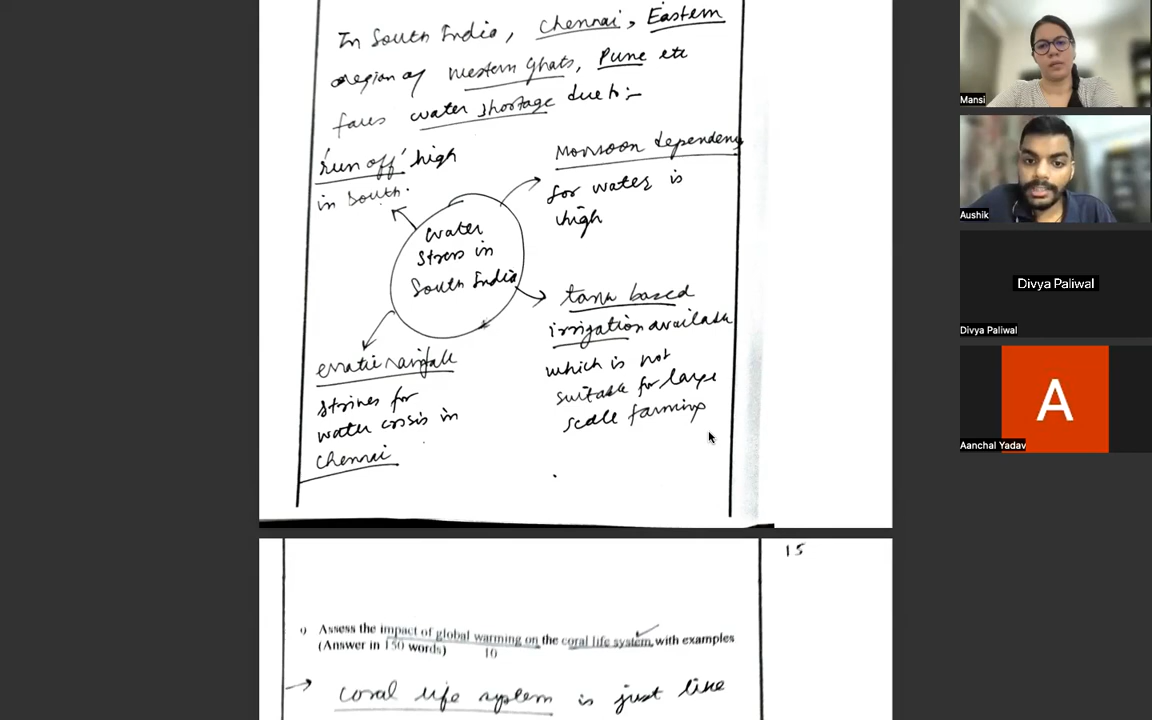 In South India, Chennai, Eastern
region of Western Ghats, Pune etc
faces water shortage due to :-
'run off' high
in South.
Monsoon dependency
for water is
high
water
stress in
South India
tank based
irrigation available
which is not
suitable for large
scale farming
erratic rainfall
strives for
water crisis in
Chennai
15
9) Assess the impact of global warming on the coral life system, with examples
(Answer in 150 words) 10
→ Coral life system is just like
Mansi
Aushik
Divya Paliwal
Divya Paliwal
A
Aanchal Yadav